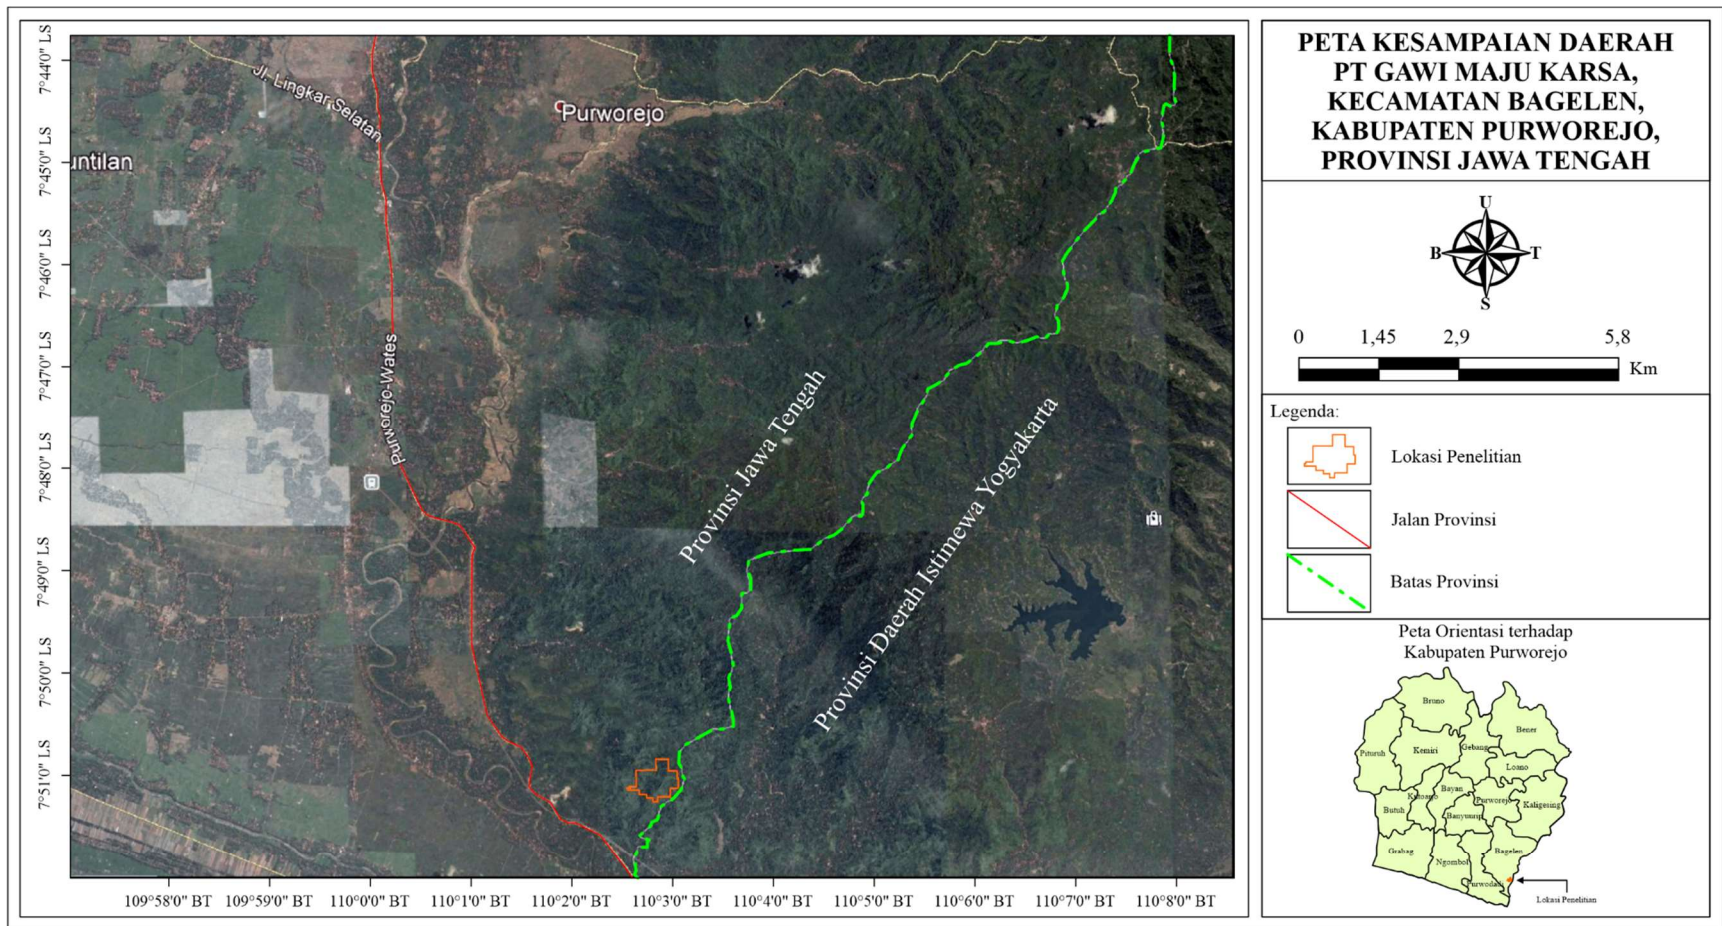 PETA KESAMPAIAN DAERAH
PT GAWI MAJU KARSA,
KECAMATAN BAGELEN,
KABUPATEN PURWOREJO,
PROVINSI JAWA TENGAH
U
B
T
S
0 1,45 2,9 5,8
Km
Legenda:
Lokasi Penelitian
Jalan Provinsi
Batas Provinsi
Peta Orientasi terhadap
Kabupaten Purworejo
Bruno
Bener
Pituruh
Kemiri
Gebang
Loano
Bayan
Butuh
Purworejo
Kaligesing
Banyuurip
Grabag
Ngombol
Bagelen
Lokasi Penelitian
Jl. Lingkar Selatan
Purworejo
untilan
Purworejo-Wates
Provinsi Jawa Tengah
Provinsi Daerah Istimewa Yogyakarta
7°44'0" LS
7°45'0" LS
7°46'0" LS
7°47'0" LS
7°48'0" LS
7°49'0" LS
7°50'0" LS
7°51'0" LS
109°58'0" BT 109°59'0" BT 110°0'0" BT 110°1'0" BT 110°2'0" BT 110°3'0" BT 110°4'0" BT 110°5'0" BT 110°6'0" BT 110°7'0" BT 110°8'0" BT